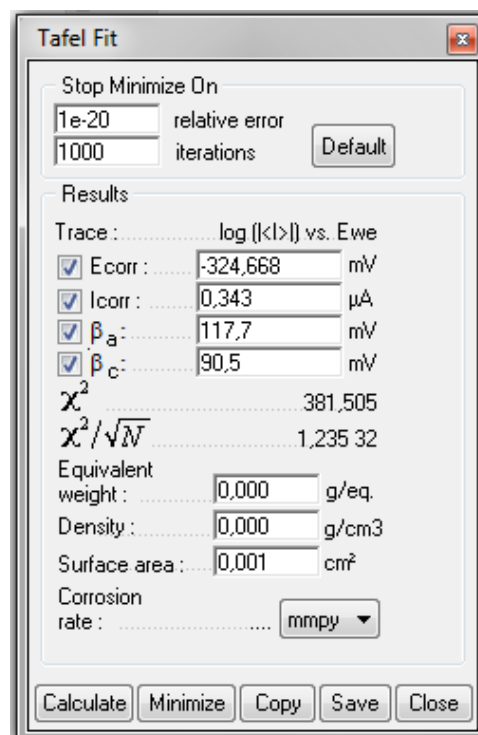 Tafel Fit
Stop Minimize On
1e-20 relative error
1000 iterations Default
Results
Trace : log (|<I>|) vs. Ewe
Ecorr : -324,668 mV
Icorr : 0,343 µA
βa: 117,7 mV
βc: 90,5 mV
χ² 381,505
χ²/√N 1,235 32
Equivalent
weight : 0,000 g/eq.
Density : 0,000 g/cm3
Surface area : 0,001 cm²
Corrosion
rate : mmpy
Calculate Minimize Copy Save Close